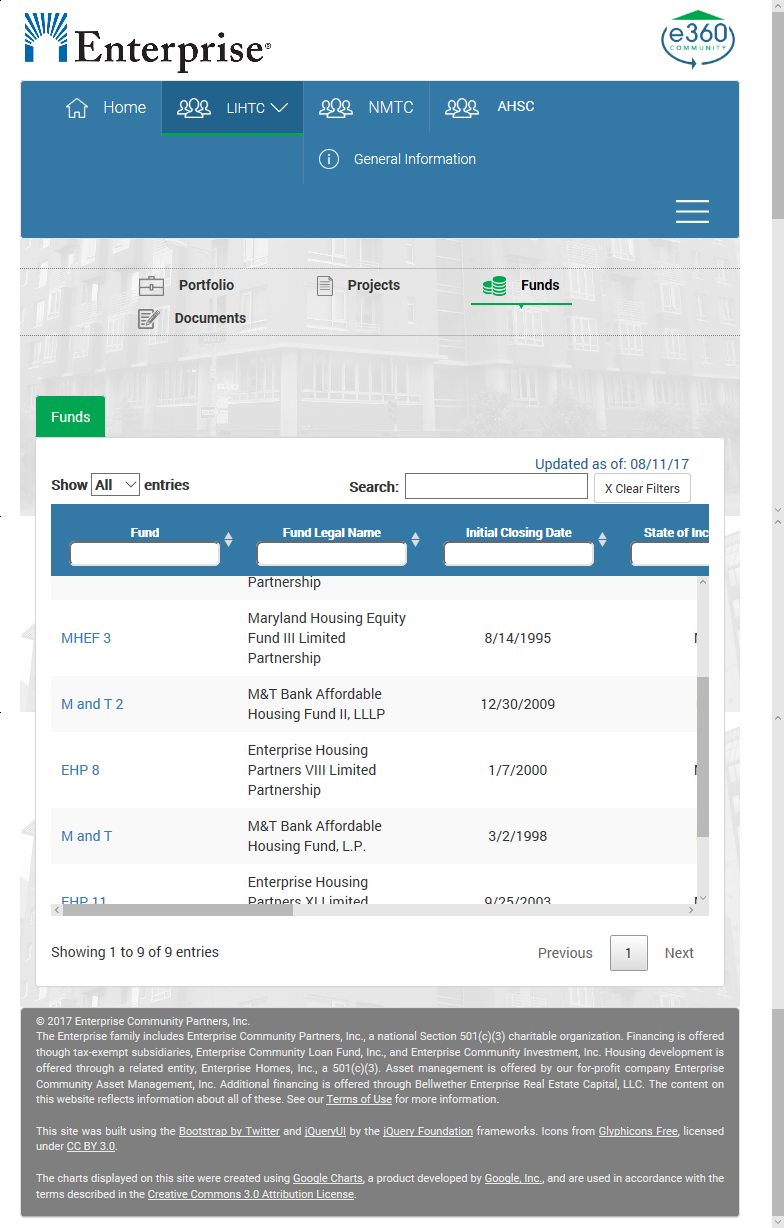 Enterprise®
e360
COMMUNITY
Home
LIHTC
NMTC
AHSC
General Information
Portfolio
Projects
Funds
Documents
Funds
Updated as of: 08/11/17
Show All entries
Search:
X Clear Filters
Fund
Fund Legal Name
Initial Closing Date
State of Inc
Partnership
MHEF 3
Maryland Housing Equity
Fund III Limited
Partnership
8/14/1995
M and T 2
M&T Bank Affordable
Housing Fund II, LLLP
12/30/2009
EHP 8
Enterprise Housing
Partners VIII Limited
Partnership
1/7/2000
M and T
M&T Bank Affordable
Housing Fund, L.P.
3/2/1998
EHP 11
Enterprise Housing
Partners XI Limited
9/25/2003
Showing 1 to 9 of 9 entries
Previous
1
Next
© 2017 Enterprise Community Partners, Inc.
The Enterprise family includes Enterprise Community Partners, Inc., a national Section 501(c)(3) charitable organization. Financing is offered
though tax-exempt subsidiaries, Enterprise Community Loan Fund, Inc., and Enterprise Community Investment, Inc. Housing development is
offered through a related entity, Enterprise Homes, Inc., a 501(c)(3). Asset management is offered by our for-profit company Enterprise
Community Asset Management, Inc. Additional financing is offered through Bellwether Enterprise Real Estate Capital, LLC. The content on
this website reflects information about all of these. See our Terms of Use for more information.
This site was built using the Bootstrap by Twitter and jQueryUI by the jQuery Foundation frameworks. Icons from Glyphicons Free, licensed
under CC BY 3.0.
The charts displayed on this site were created using Google Charts, a product developed by Google, Inc., and are used in accordance with the
terms described in the Creative Commons 3.0 Attribution License.